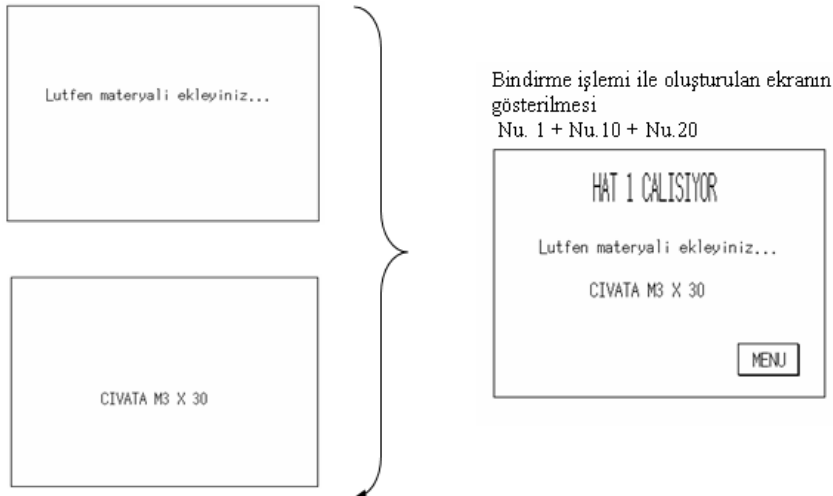 Lutfen materyali ekleyiniz...
CIVATA M3 X 30
Bindirme işlemi ile oluşturulan ekranın
gösterilmesi
Nu. 1 + Nu.10 + Nu.20
HAT 1 CALISIYOR
Lutfen materyali ekleyiniz...
CIVATA M3 X 30
MENU